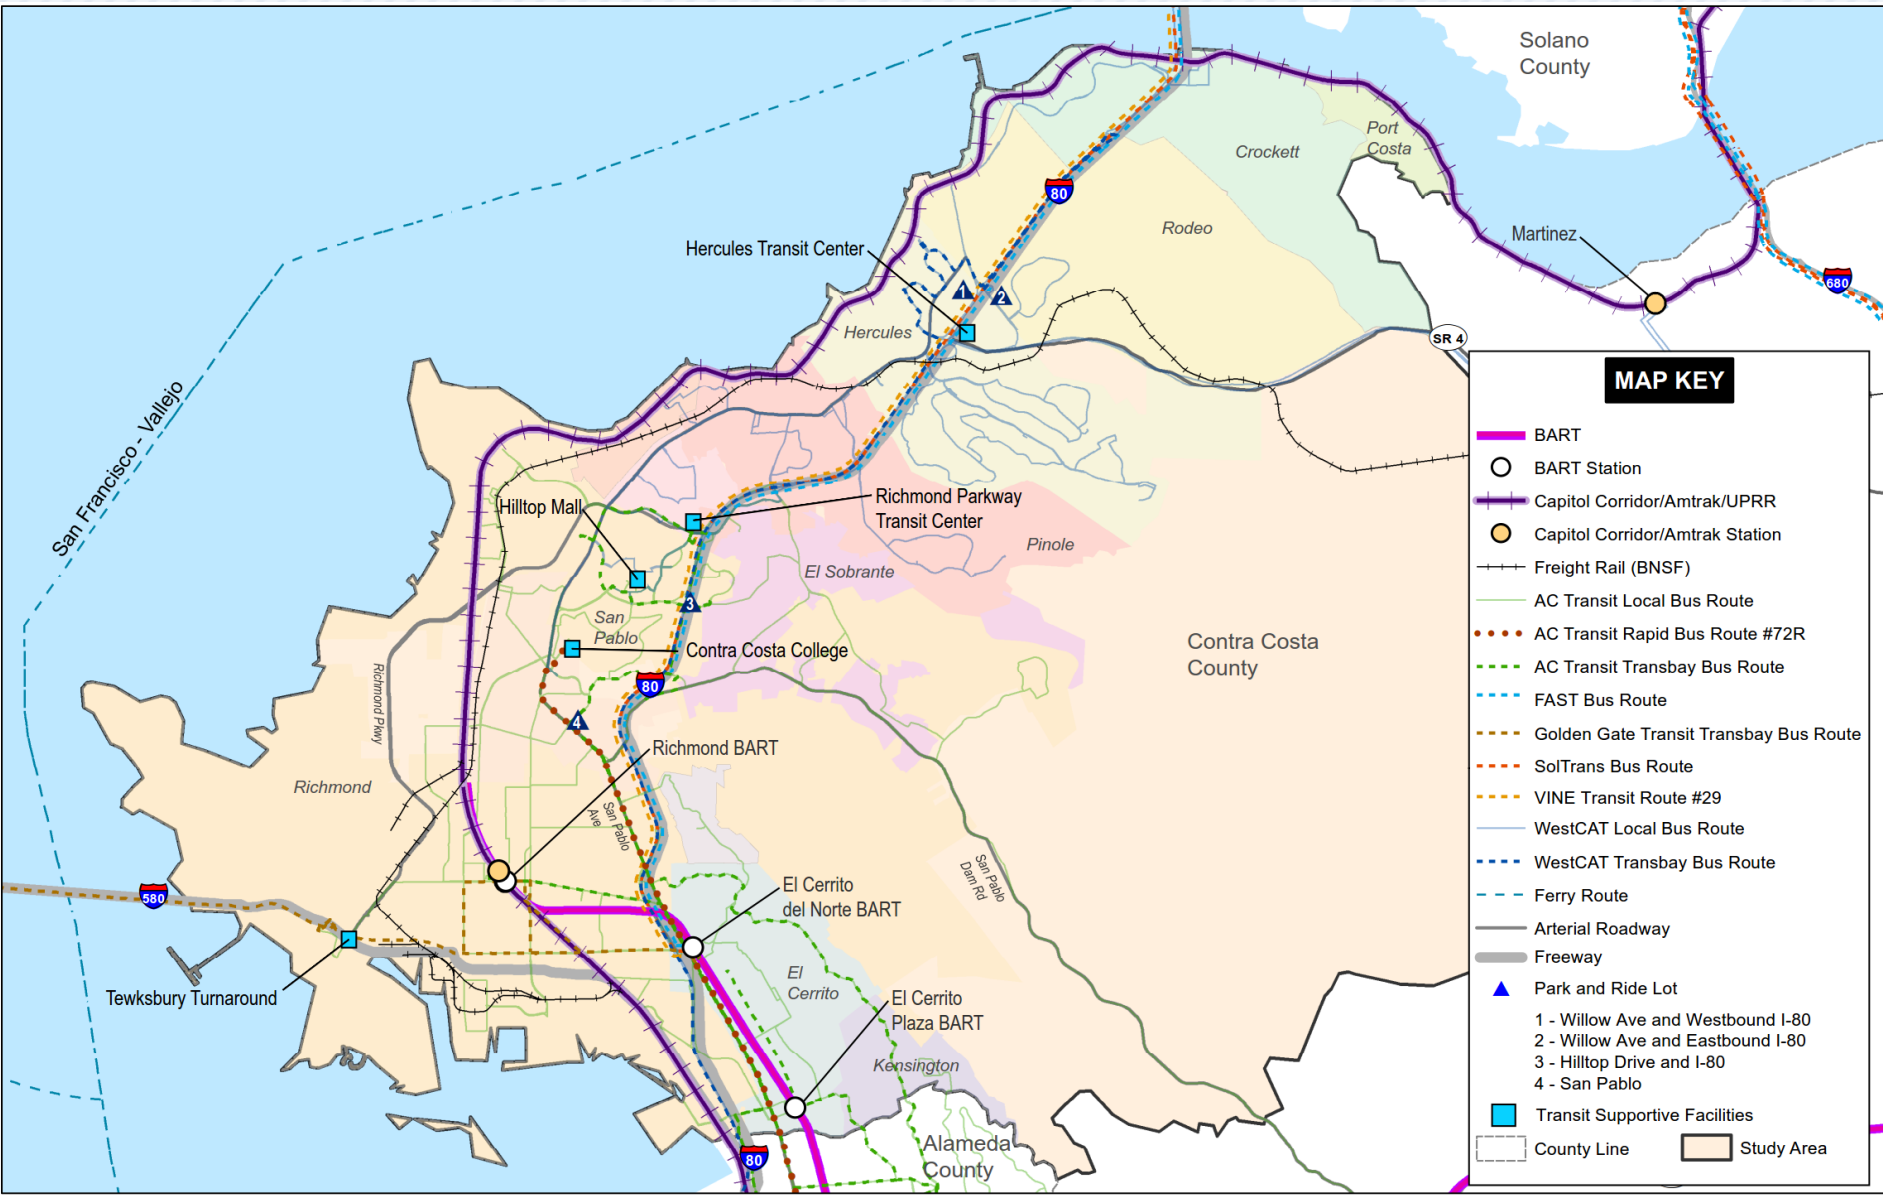 Solano
County
Port
Costa
Crockett
80
Rodeo
Martinez
Hercules Transit Center
680
1
2
Hercules
SR 4
San Francisco - Vallejo
Richmond Parkway
Transit Center
Hilltop Mall
Pinole
El Sobrante
3
San
Pablo
Contra Costa
County
Contra Costa College
Richmond Pkwy
80
4
Richmond BART
Richmond
San Pablo
Ave
San Pablo
Dam Rd
El Cerrito
del Norte BART
580
El
Cerrito
Tewksbury Turnaround
El Cerrito
Plaza BART
Kensington
Alameda
County
80
MAP KEY
BART
BART Station
Capitol Corridor/Amtrak/UPRR
Capitol Corridor/Amtrak Station
Freight Rail (BNSF)
AC Transit Local Bus Route
AC Transit Rapid Bus Route #72R
AC Transit Transbay Bus Route
FAST Bus Route
Golden Gate Transit Transbay Bus Route
SolTrans Bus Route
VINE Transit Route #29
WestCAT Local Bus Route
WestCAT Transbay Bus Route
Ferry Route
Arterial Roadway
Freeway
Park and Ride Lot
1 - Willow Ave and Westbound I-80
2 - Willow Ave and Eastbound I-80
3 - Hilltop Drive and I-80
4 - San Pablo
Transit Supportive Facilities
County Line
Study Area